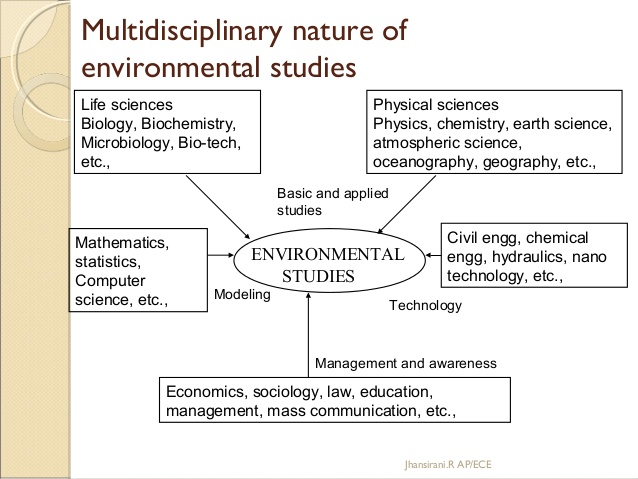 Multidisciplinary nature of
environmental studies
Life sciences
Biology, Biochemistry,
Microbiology, Bio-tech,
etc.,
Physical sciences
Physics, chemistry, earth science,
atmospheric science,
oceanography, geography, etc.,
Basic and applied
studies
Mathematics,
statistics,
Computer
science, etc.,
ENVIRONMENTAL
STUDIES
Civil engg, chemical
engg, hydraulics, nano
technology, etc.,
Modeling
Technology
Management and awareness
Economics, sociology, law, education,
management, mass communication, etc.,
Jhansirani.R AP/ECE